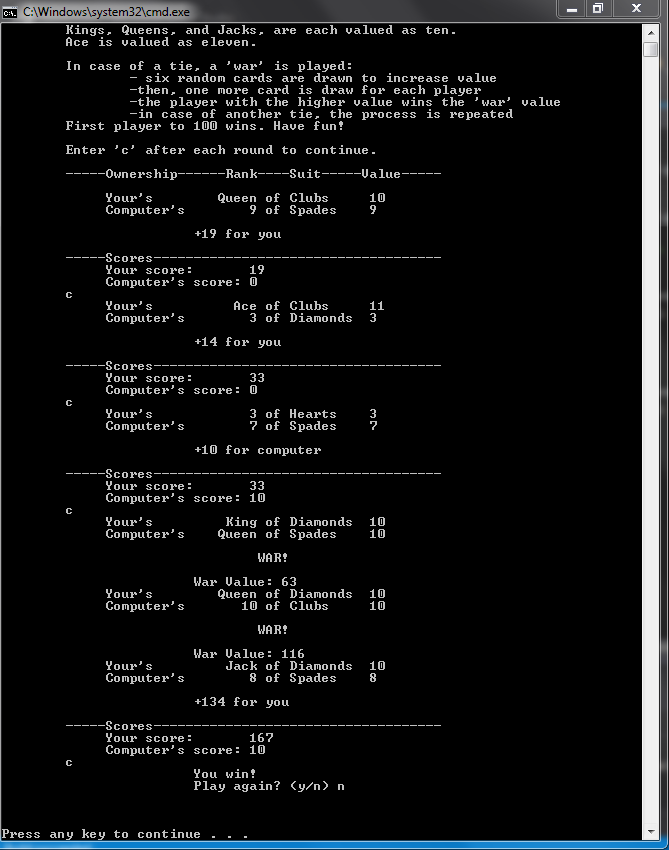 C:\Windows\system32\cmd.exe
Kings, Queens, and Jacks, are each valued as ten.
Ace is valued as eleven.
In case of a tie, a 'war' is played:
- six random cards are drawn to increase value
-then, one more card is draw for each player
-the player with the higher value wins the 'war' value
-in case of another tie, the process is repeated
First player to 100 wins. Have fun!
Enter 'c' after each round to continue.
-----Ownership------Rank----Suit-----Value-----
Your's Queen of Clubs 10
Computer's 9 of Spades 9
+19 for you
-----Scores------------------------------------
Your score: 19
Computer's score: 0
c
Your's Ace of Clubs 11
Computer's 3 of Diamonds 3
+14 for you
-----Scores------------------------------------
Your score: 33
Computer's score: 0
c
Your's 3 of Hearts 3
Computer's 7 of Spades 7
+10 for computer
-----Scores------------------------------------
Your score: 33
Computer's score: 10
c
Your's King of Diamonds 10
Computer's Queen of Spades 10
WAR!
War Value: 63
Your's Queen of Diamonds 10
Computer's 10 of Clubs 10
WAR!
War Value: 116
Your's Jack of Diamonds 10
Computer's 8 of Spades 8
+134 for you
-----Scores------------------------------------
Your score: 167
Computer's score: 10
c
You win!
Play again? (y/n) n
Press any key to continue . . .